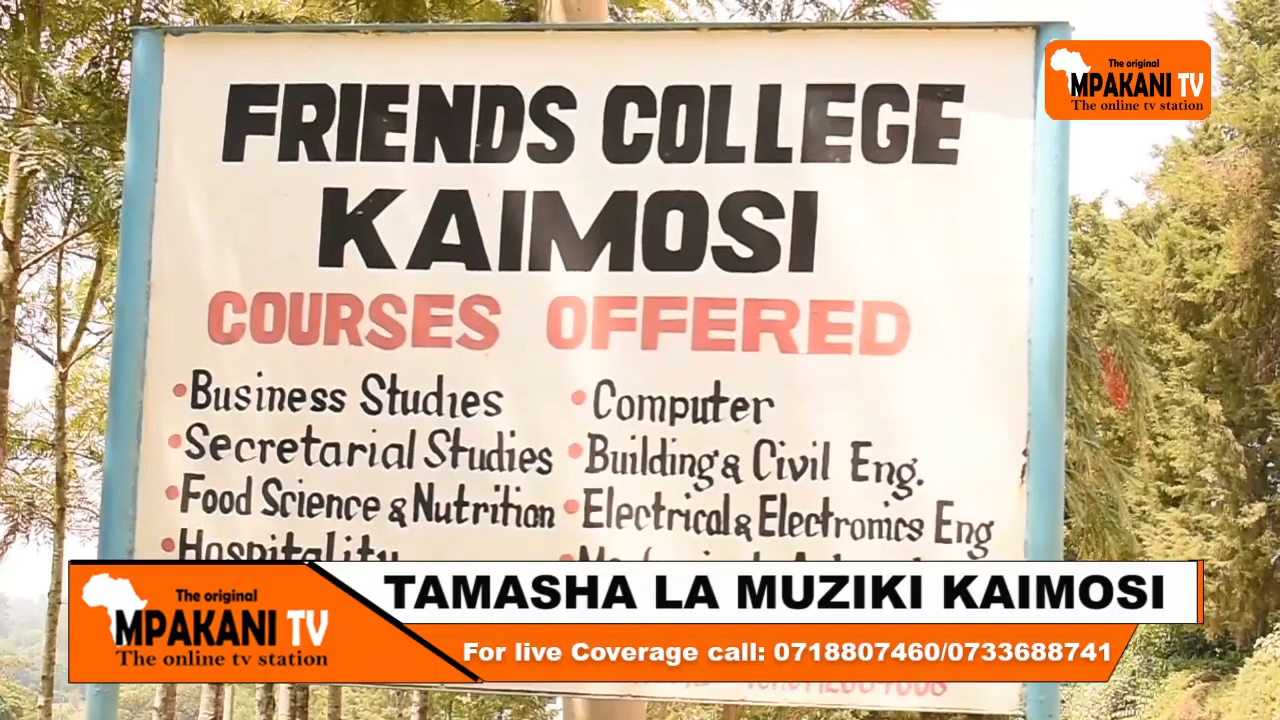 FRIENDS COLLEGE
KAIMOSI
COURSES OFFERED
• Business Studies
• Secretarial Studies
• Food Science & Nutrition
• Hospitality
• Computer
• Building & Civil Eng.
• Electrical & Electronics Eng
The original
MPAKANI TV
The online tv station
The original
MPAKANI TV
The online tv station
TAMASHA LA MUZIKI KAIMOSI
For live Coverage call: 0718807460/0733688741